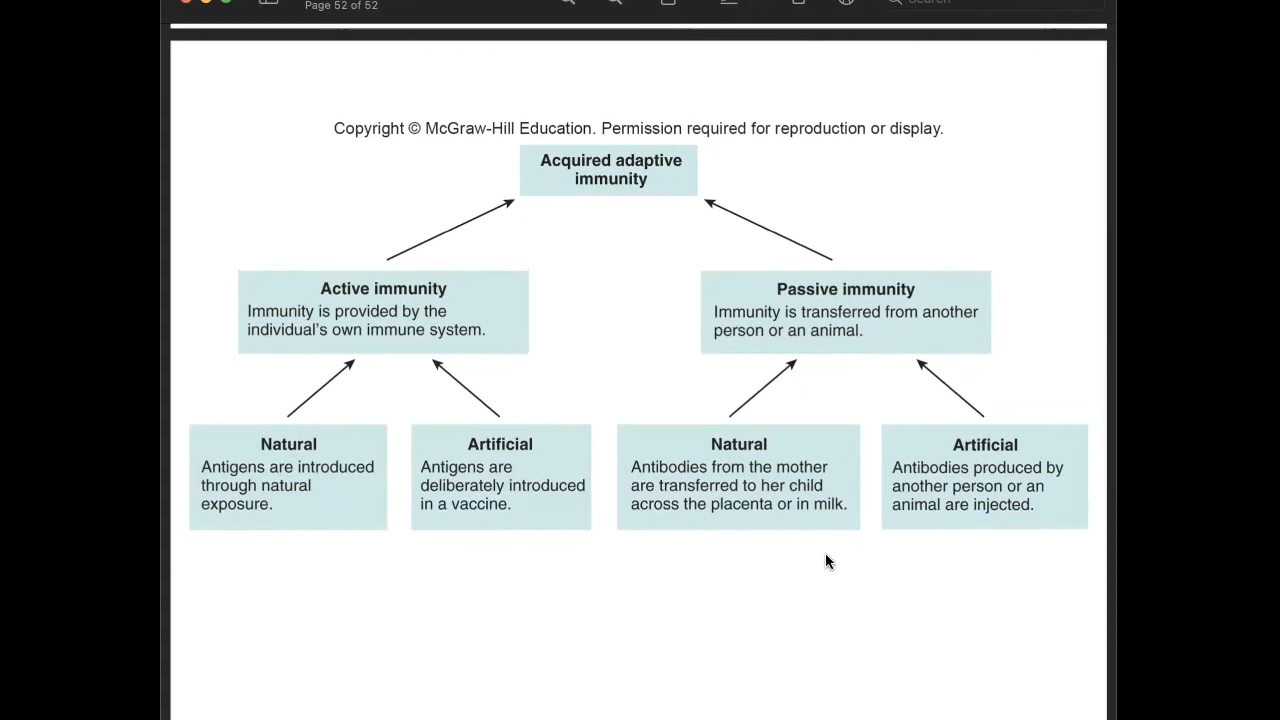 Page 52 of 52
Search
Copyright © McGraw-Hill Education. Permission required for reproduction or display.
Acquired adaptive
immunity
Active immunity
Immunity is provided by the
individual's own immune system.
Passive immunity
Immunity is transferred from another
person or an animal.
Natural
Antigens are introduced
through natural
exposure.
Artificial
Antigens are
deliberately introduced
in a vaccine.
Natural
Antibodies from the mother
are transferred to her child
across the placenta or in milk.
Artificial
Antibodies produced by
another person or an
animal are injected.